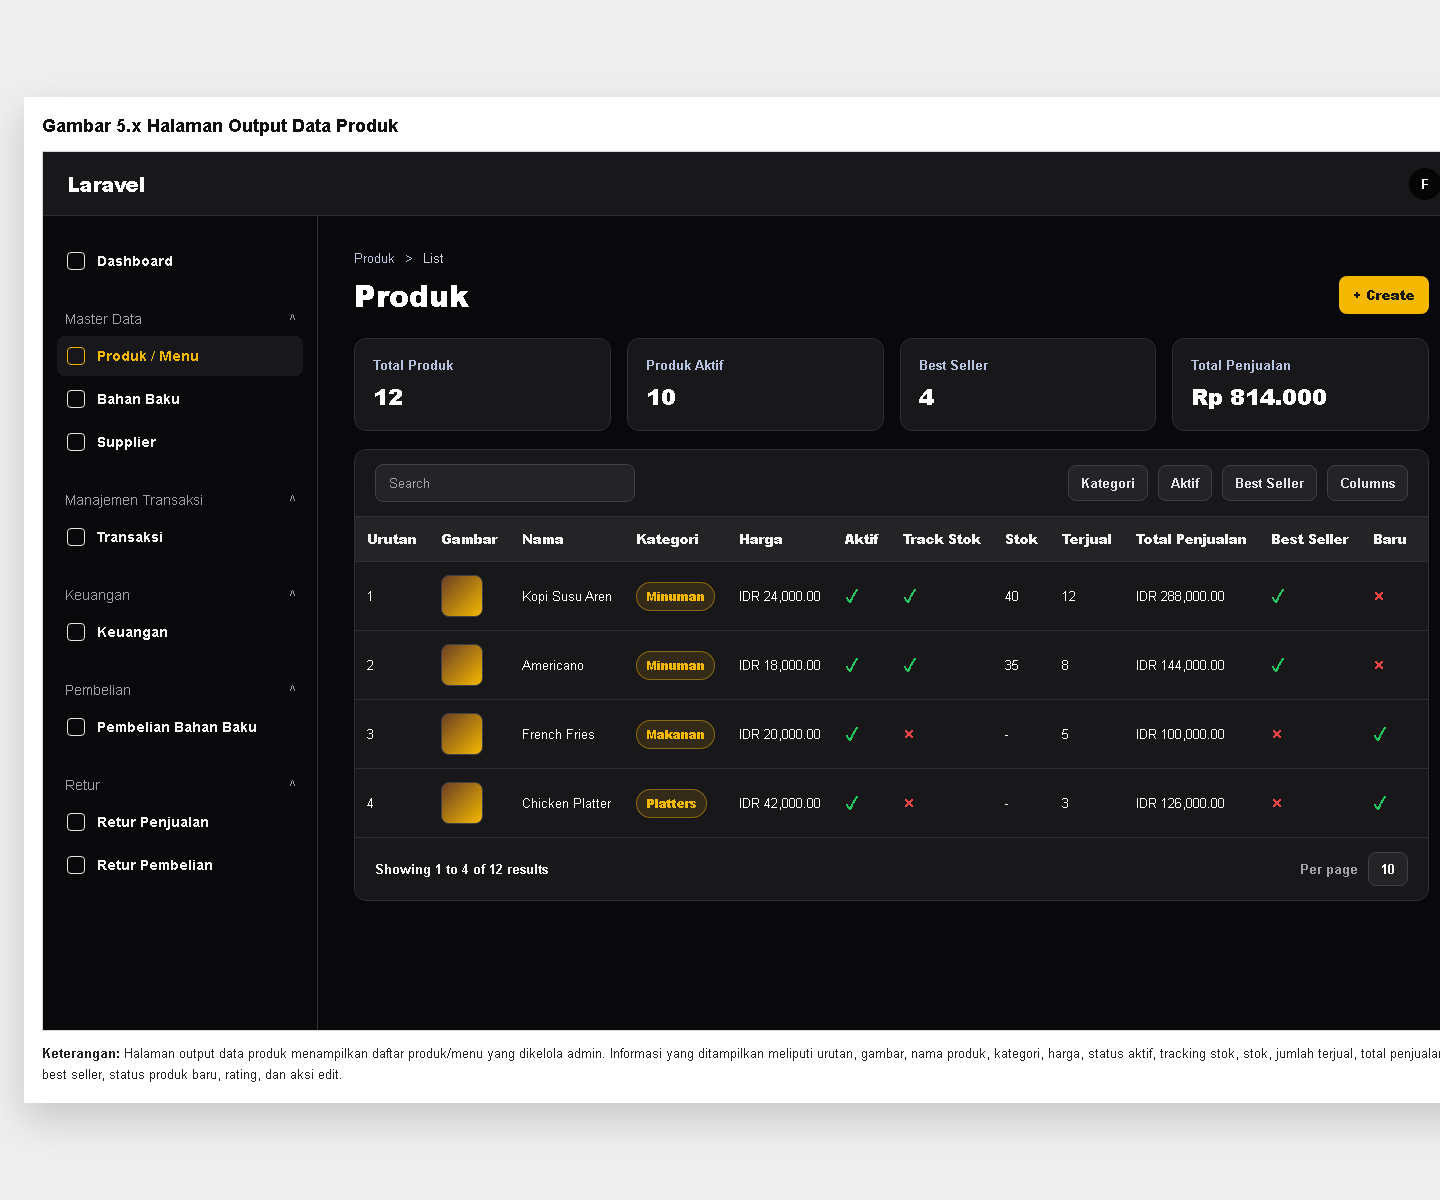 Gambar 5.x Halaman Output Data Produk
Laravel
F
Dashboard
Master Data ^
Produk / Menu
Bahan Baku
Supplier
Manajemen Transaksi ^
Transaksi
Keuangan ^
Keuangan
Pembelian ^
Pembelian Bahan Baku
Retur ^
Retur Penjualan
Retur Pembelian
Produk > List
Produk
+ Create
Total Produk
12
Produk Aktif
10
Best Seller
4
Total Penjualan
Rp 814.000
Search
Kategori Aktif Best Seller Columns
Urutan Gambar Nama Kategori Harga Aktif Track Stok Stok Terjual Total Penjualan Best Seller Baru
1 Kopi Susu Aren Minuman IDR 24,000.00 ✓ ✓ 40 12 IDR 288,000.00 ✓ ×
2 Americano Minuman IDR 18,000.00 ✓ ✓ 35 8 IDR 144,000.00 ✓ ×
3 French Fries Makanan IDR 20,000.00 ✓ × - 5 IDR 100,000.00 × ✓
4 Chicken Platter Platters IDR 42,000.00 ✓ × - 3 IDR 126,000.00 × ✓
Showing 1 to 4 of 12 results
Per page 10
Keterangan: Halaman output data produk menampilkan daftar produk/menu yang dikelola admin. Informasi yang ditampilkan meliputi urutan, gambar, nama produk, kategori, harga, status aktif, tracking stok, stok, jumlah terjual, total penjualan
best seller, status produk baru, rating, dan aksi edit.